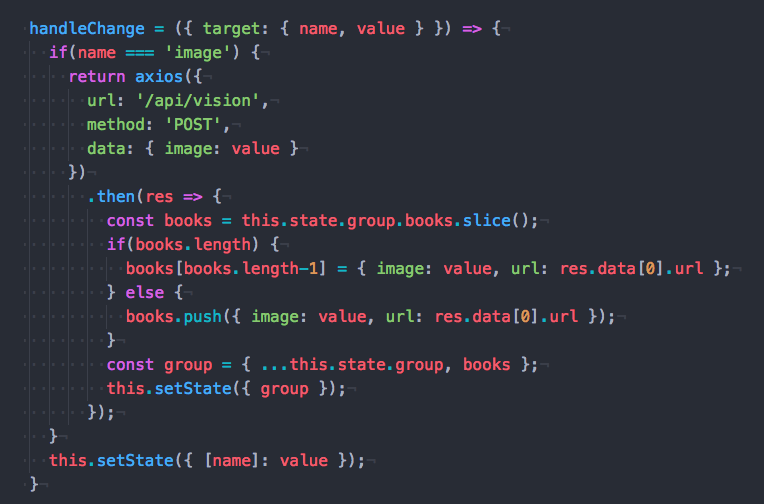 handleChange = ({ target: { name, value } }) => {
if(name === 'image') {
return axios({
url: '/api/vision',
method: 'POST',
data: { image: value }
})
.then(res => {
const books = this.state.group.books.slice();
if(books.length) {
books[books.length-1] = { image: value, url: res.data[0].url };
} else {
books.push({ image: value, url: res.data[0].url });
}
const group = { ...this.state.group, books };
this.setState({ group });
});
}
this.setState({ [name]: value });
}